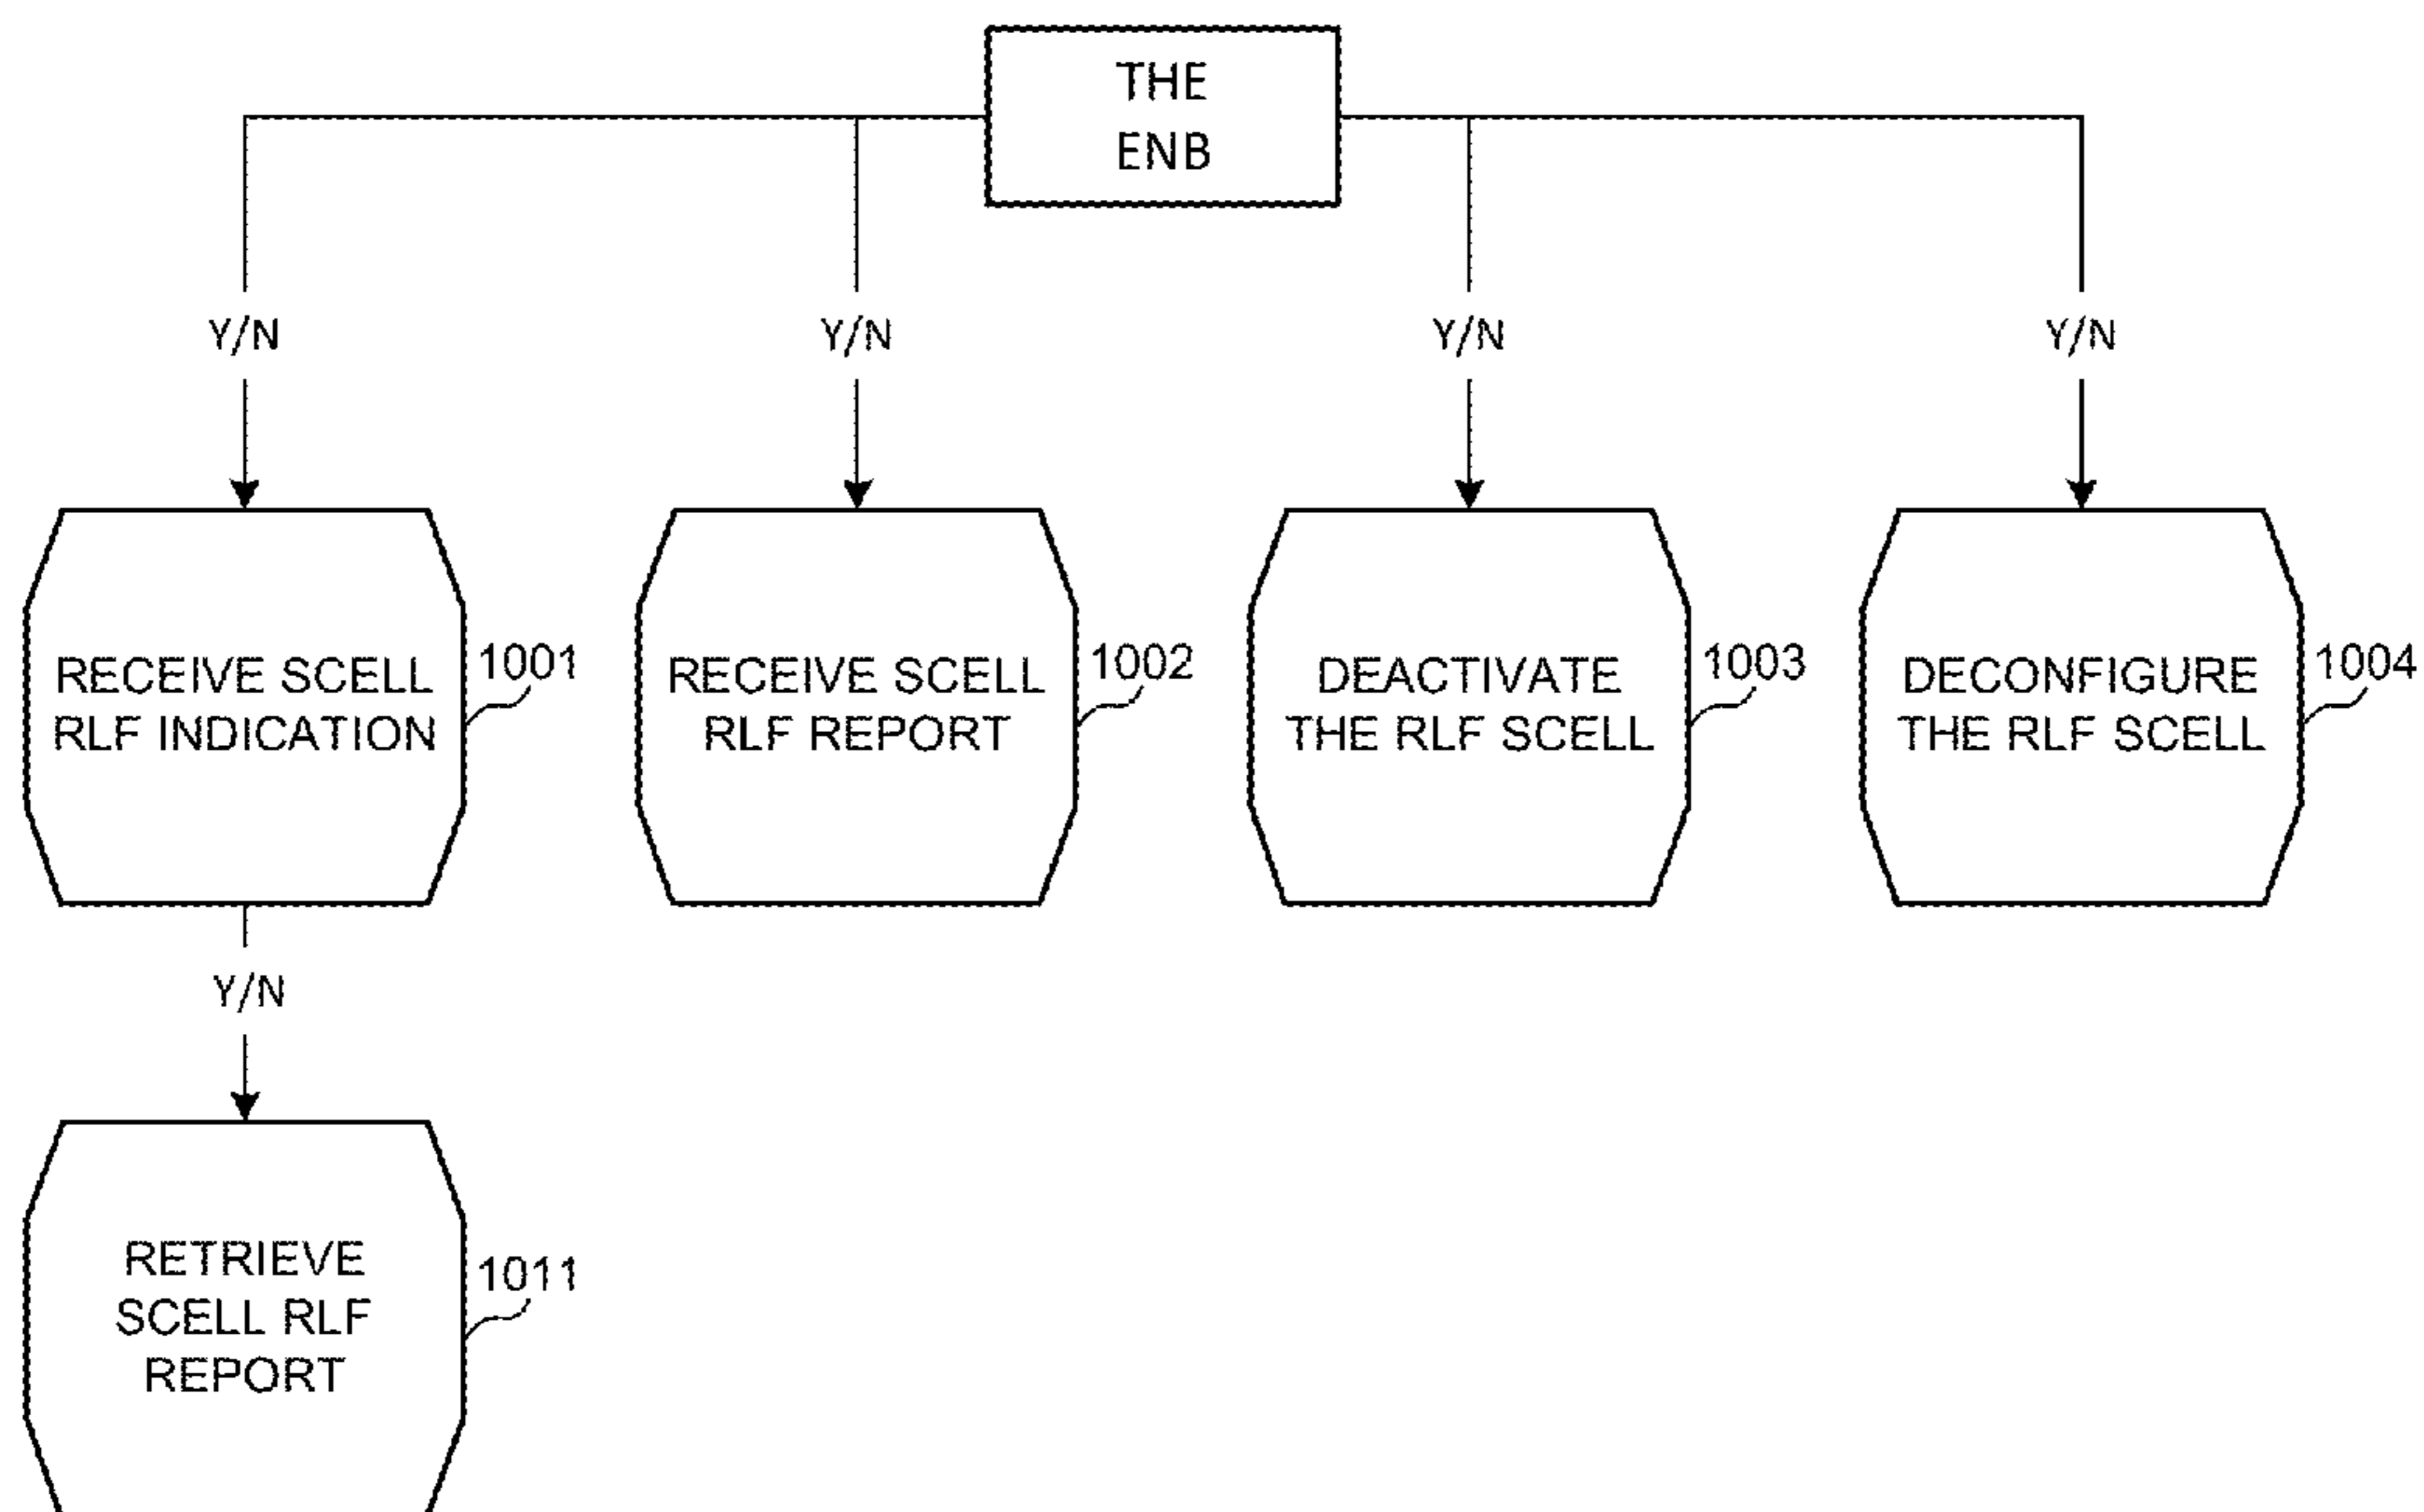 THE
ENB
Y/N
Y/N
Y/N
Y/N
RECEIVE SCELL
RLF INDICATION
1001
RECEIVE SCELL
RLF REPORT
1002
DEACTIVATE
THE RLF SCELL
1003
DECONFIGURE
THE RLF SCELL
1004
Y/N
RETRIEVE
SCELL RLF
REPORT
1011